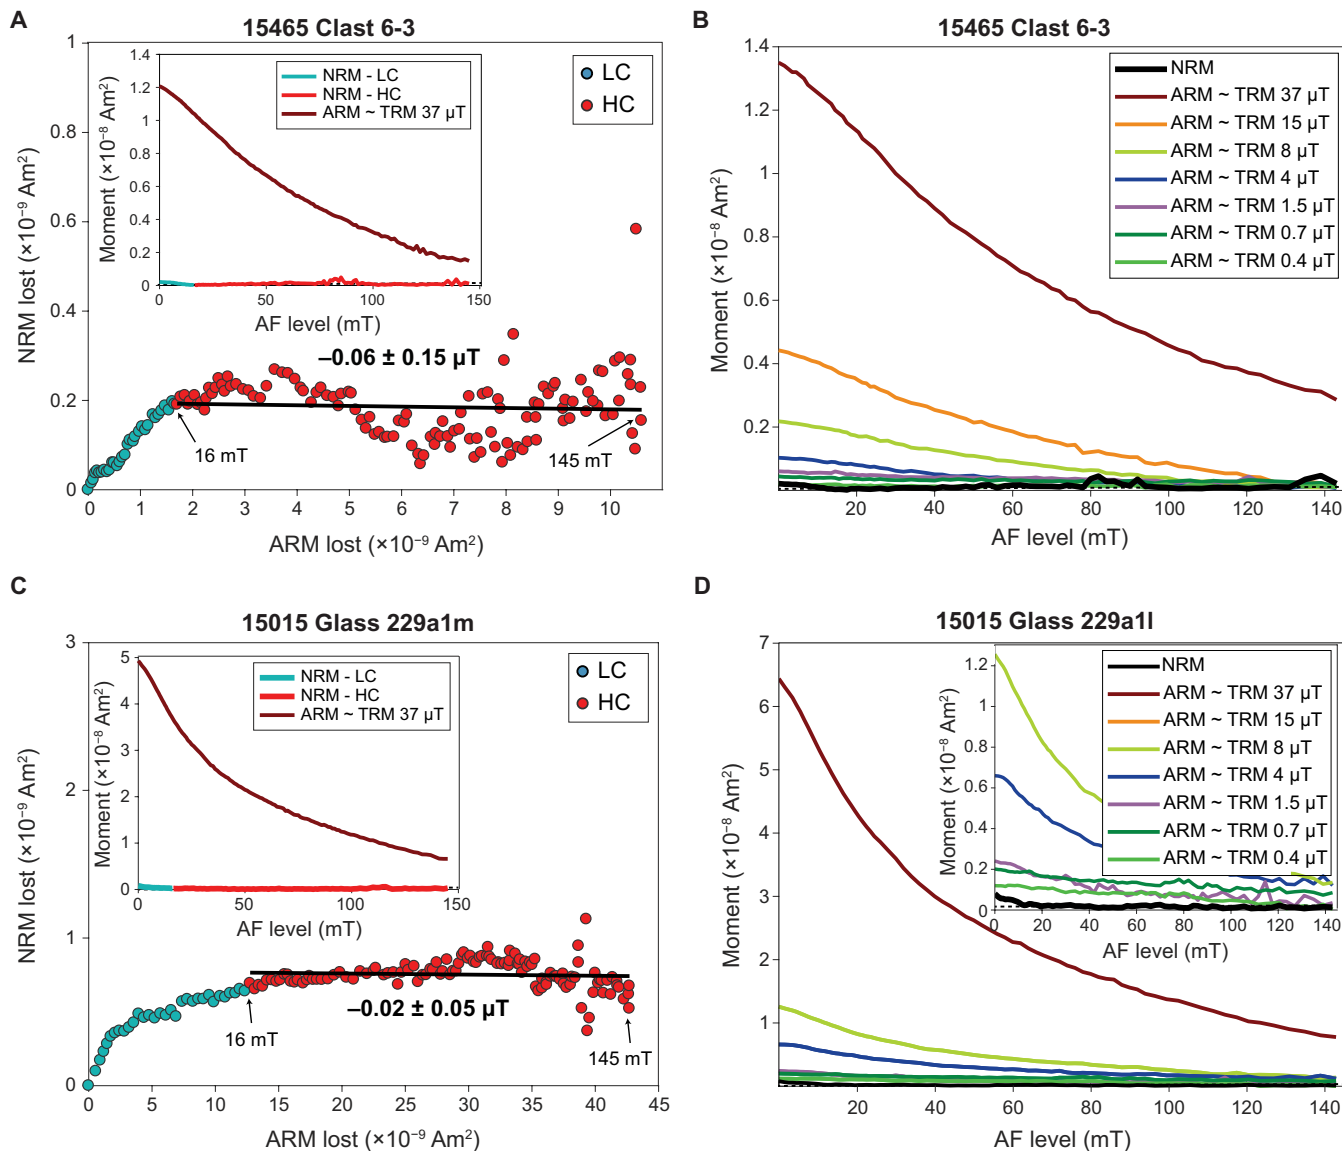 A
15465 Clast 6-3
1
0.8
0.6
0.4
0.2
0
NRM lost (×10⁻⁹ Am²)
0
1
2
3
4
5
6
7
8
9
10
ARM lost (×10⁻⁹ Am²)
LC
HC
–0.06 ± 0.15 µT
16 mT
145 mT
1.4
1.2
1
0.8
0.6
0.4
0.2
0
Moment (×10⁻⁸ Am²)
0
50
100
150
AF level (mT)
NRM - LC
NRM - HC
ARM ~ TRM 37 µT
B
15465 Clast 6-3
1.4
1.2
1
0.8
0.6
0.4
0.2
Moment (×10⁻⁸ Am²)
20
40
60
80
100
120
140
AF level (mT)
NRM
ARM ~ TRM 37 µT
ARM ~ TRM 15 µT
ARM ~ TRM 8 µT
ARM ~ TRM 4 µT
ARM ~ TRM 1.5 µT
ARM ~ TRM 0.7 µT
ARM ~ TRM 0.4 µT
C
15015 Glass 229a1m
3
2
1
0
NRM lost (×10⁻⁹ Am²)
0
5
10
15
20
25
30
35
40
45
ARM lost (×10⁻⁹ Am²)
LC
HC
–0.02 ± 0.05 µT
16 mT
145 mT
5
4
3
2
1
0
Moment (×10⁻⁸ Am²)
0
50
100
150
AF level (mT)
NRM - LC
NRM - HC
ARM ~ TRM 37 µT
D
15015 Glass 229a1l
7
6
5
4
3
2
1
Moment (×10⁻⁸ Am²)
20
40
60
80
100
120
140
AF level (mT)
1.2
1
0.8
0.6
0.4
0.2
0
Moment (×10⁻⁸ Am²)
0
20
40
60
80
100
120
140
AF level (mT)
NRM
ARM ~ TRM 37 µT
ARM ~ TRM 15 µT
ARM ~ TRM 8 µT
ARM ~ TRM 4 µT
ARM ~ TRM 1.5 µT
ARM ~ TRM 0.7 µT
ARM ~ TRM 0.4 µT